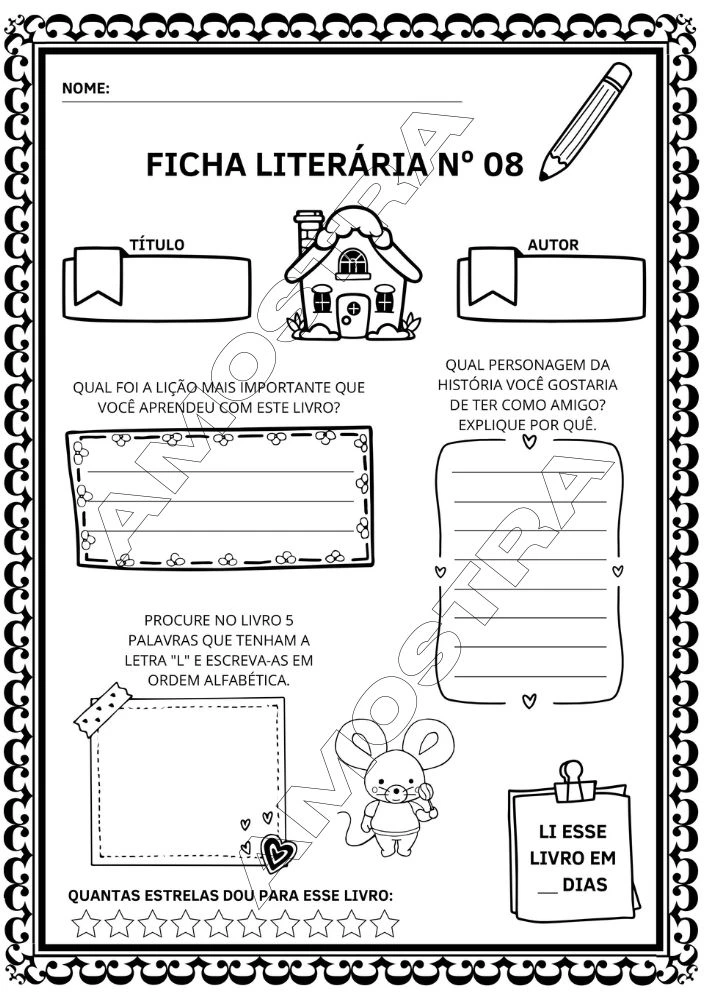 NOME:
FICHA LITERÁRIA Nº 08
TÍTULO
AUTOR
QUAL FOI A LIÇÃO MAIS IMPORTANTE QUE
VOCÊ APRENDEU COM ESTE LIVRO?
QUAL PERSONAGEM DA
HISTÓRIA VOCÊ GOSTARIA
DE TER COMO AMIGO?
EXPLIQUE POR QUÊ.
PROCURE NO LIVRO 5
PALAVRAS QUE TENHAM A
LETRA "L" E ESCREVA-AS EM
ORDEM ALFABÉTICA.
LI ESSE
LIVRO EM
__ DIAS
QUANTAS ESTRELAS DOU PARA ESSE LIVRO:
AMOSTRA
AMOSTRA